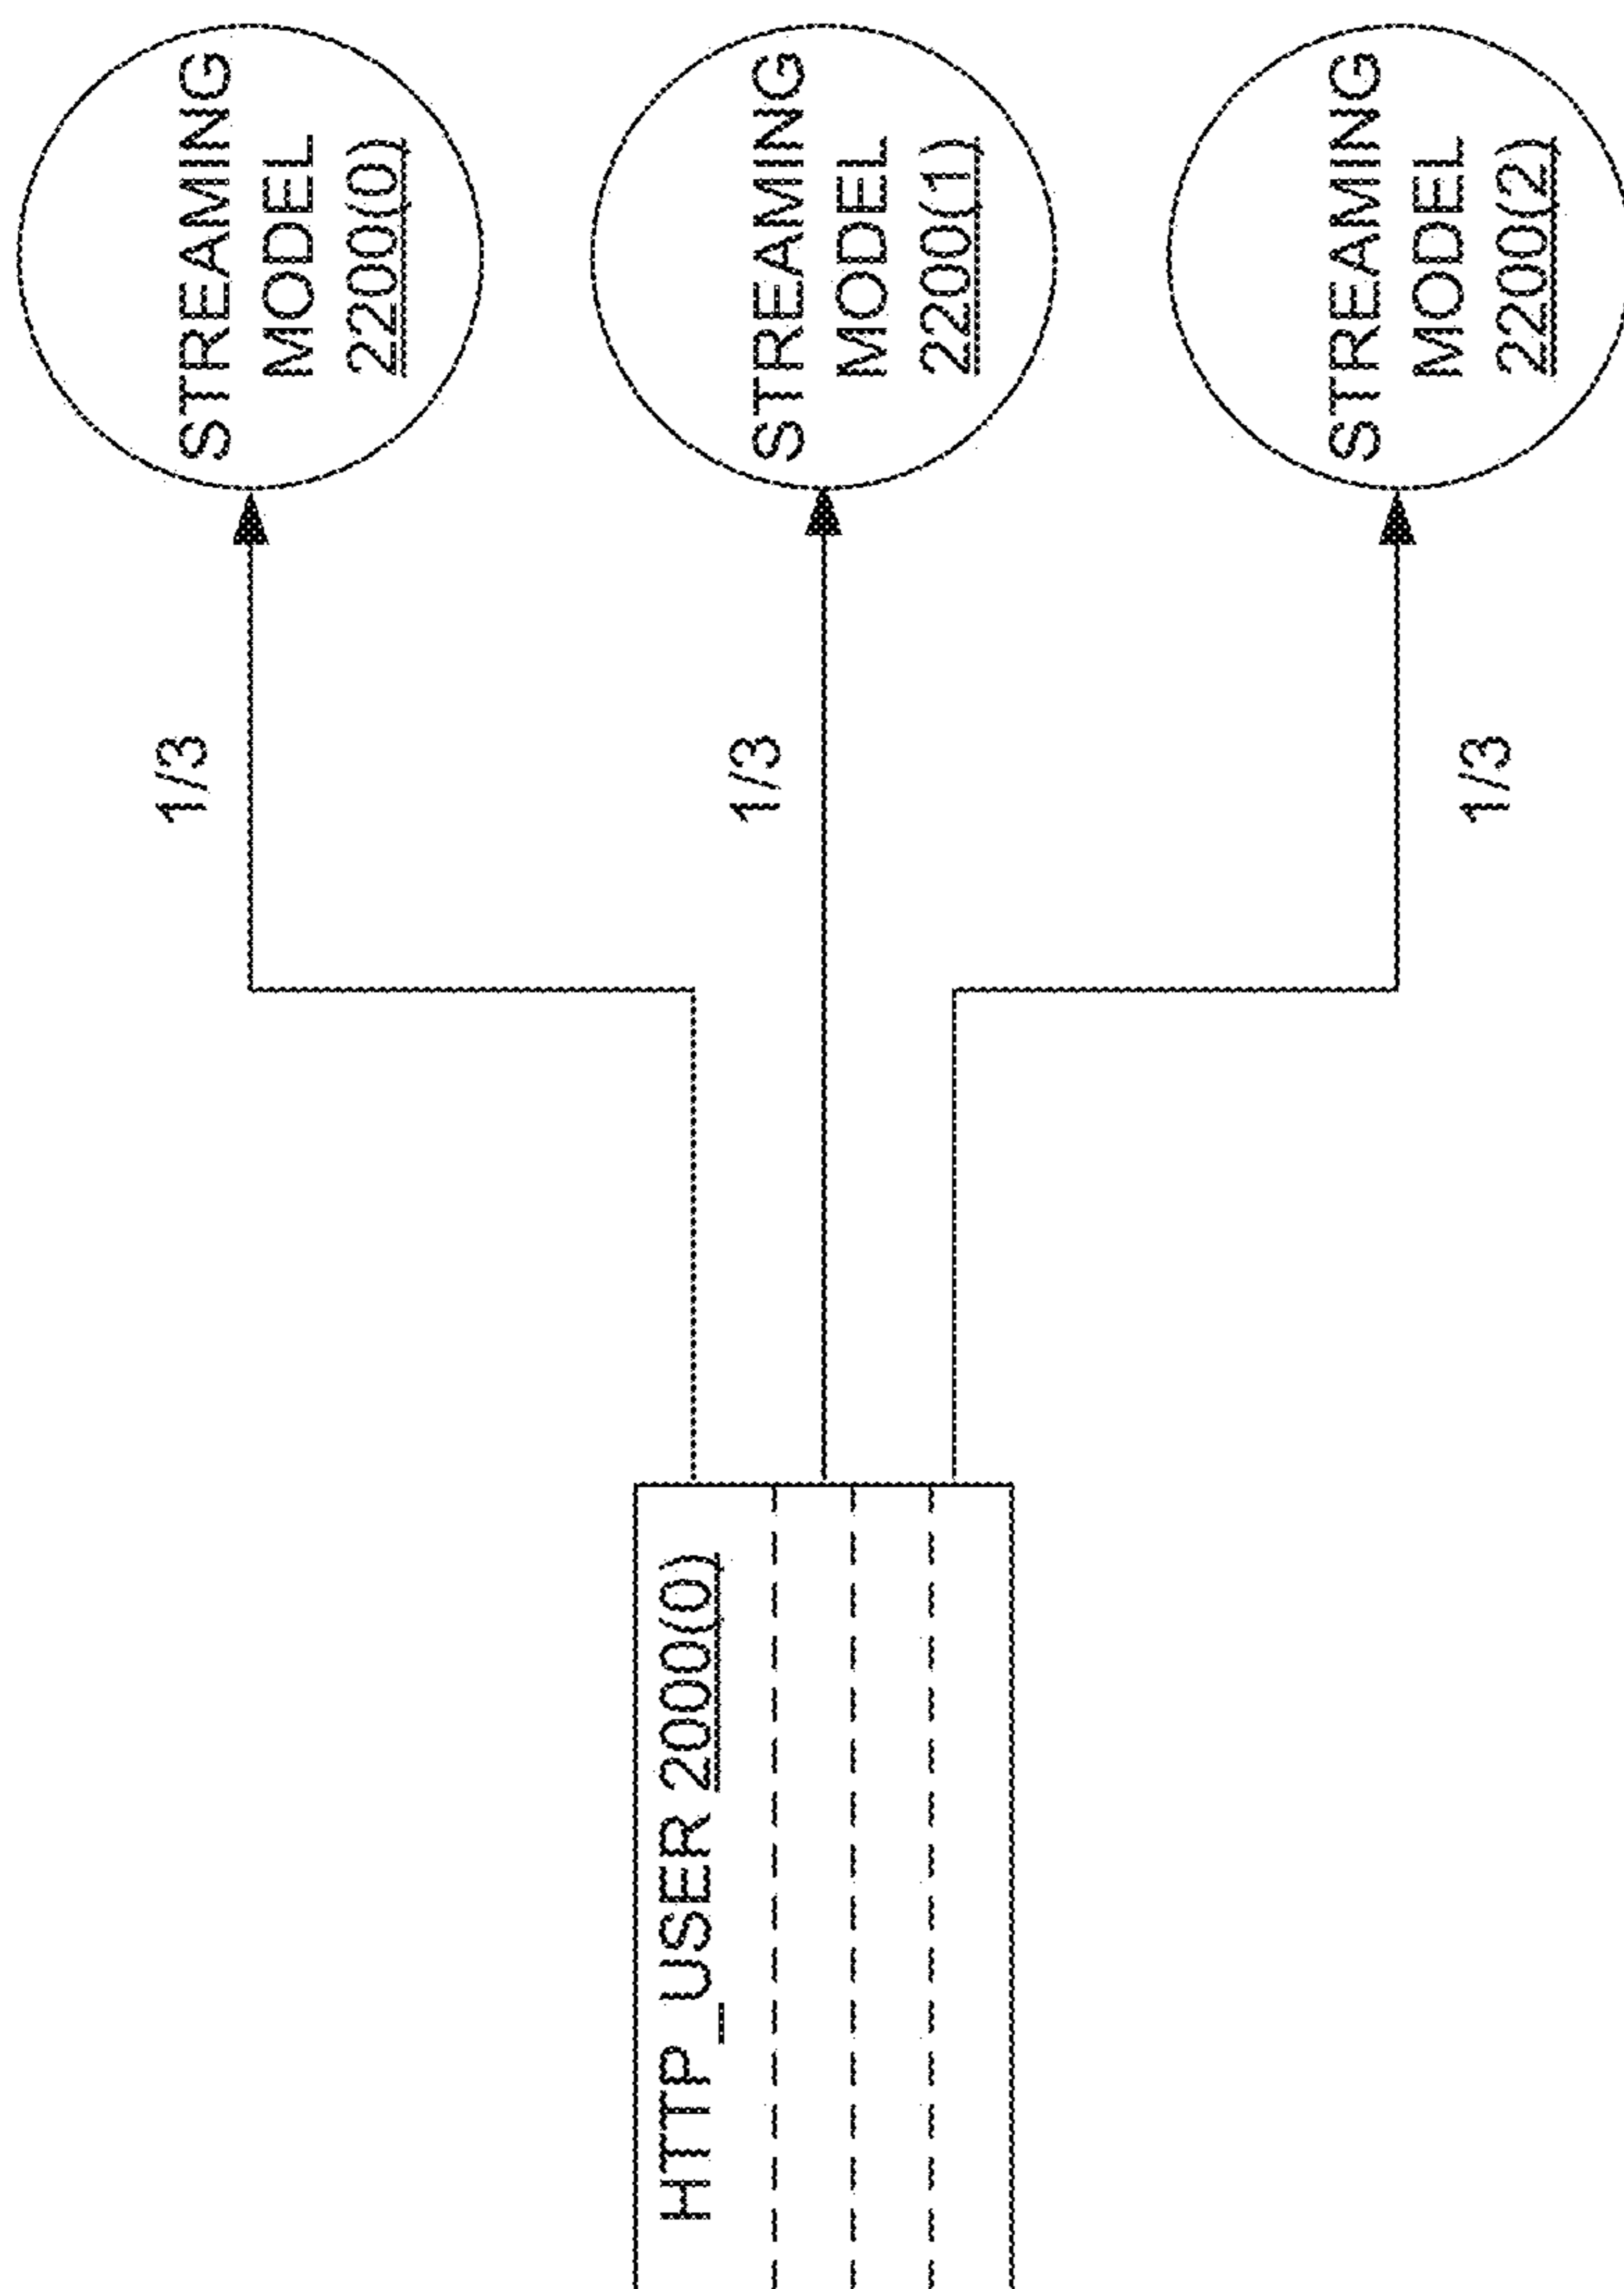 HTTP_USER 2000(0)
1/3
STREAMING
MODEL
2200(0)
1/3
STREAMING
MODEL
2200(1)
1/3
STREAMING
MODEL
2200(2)